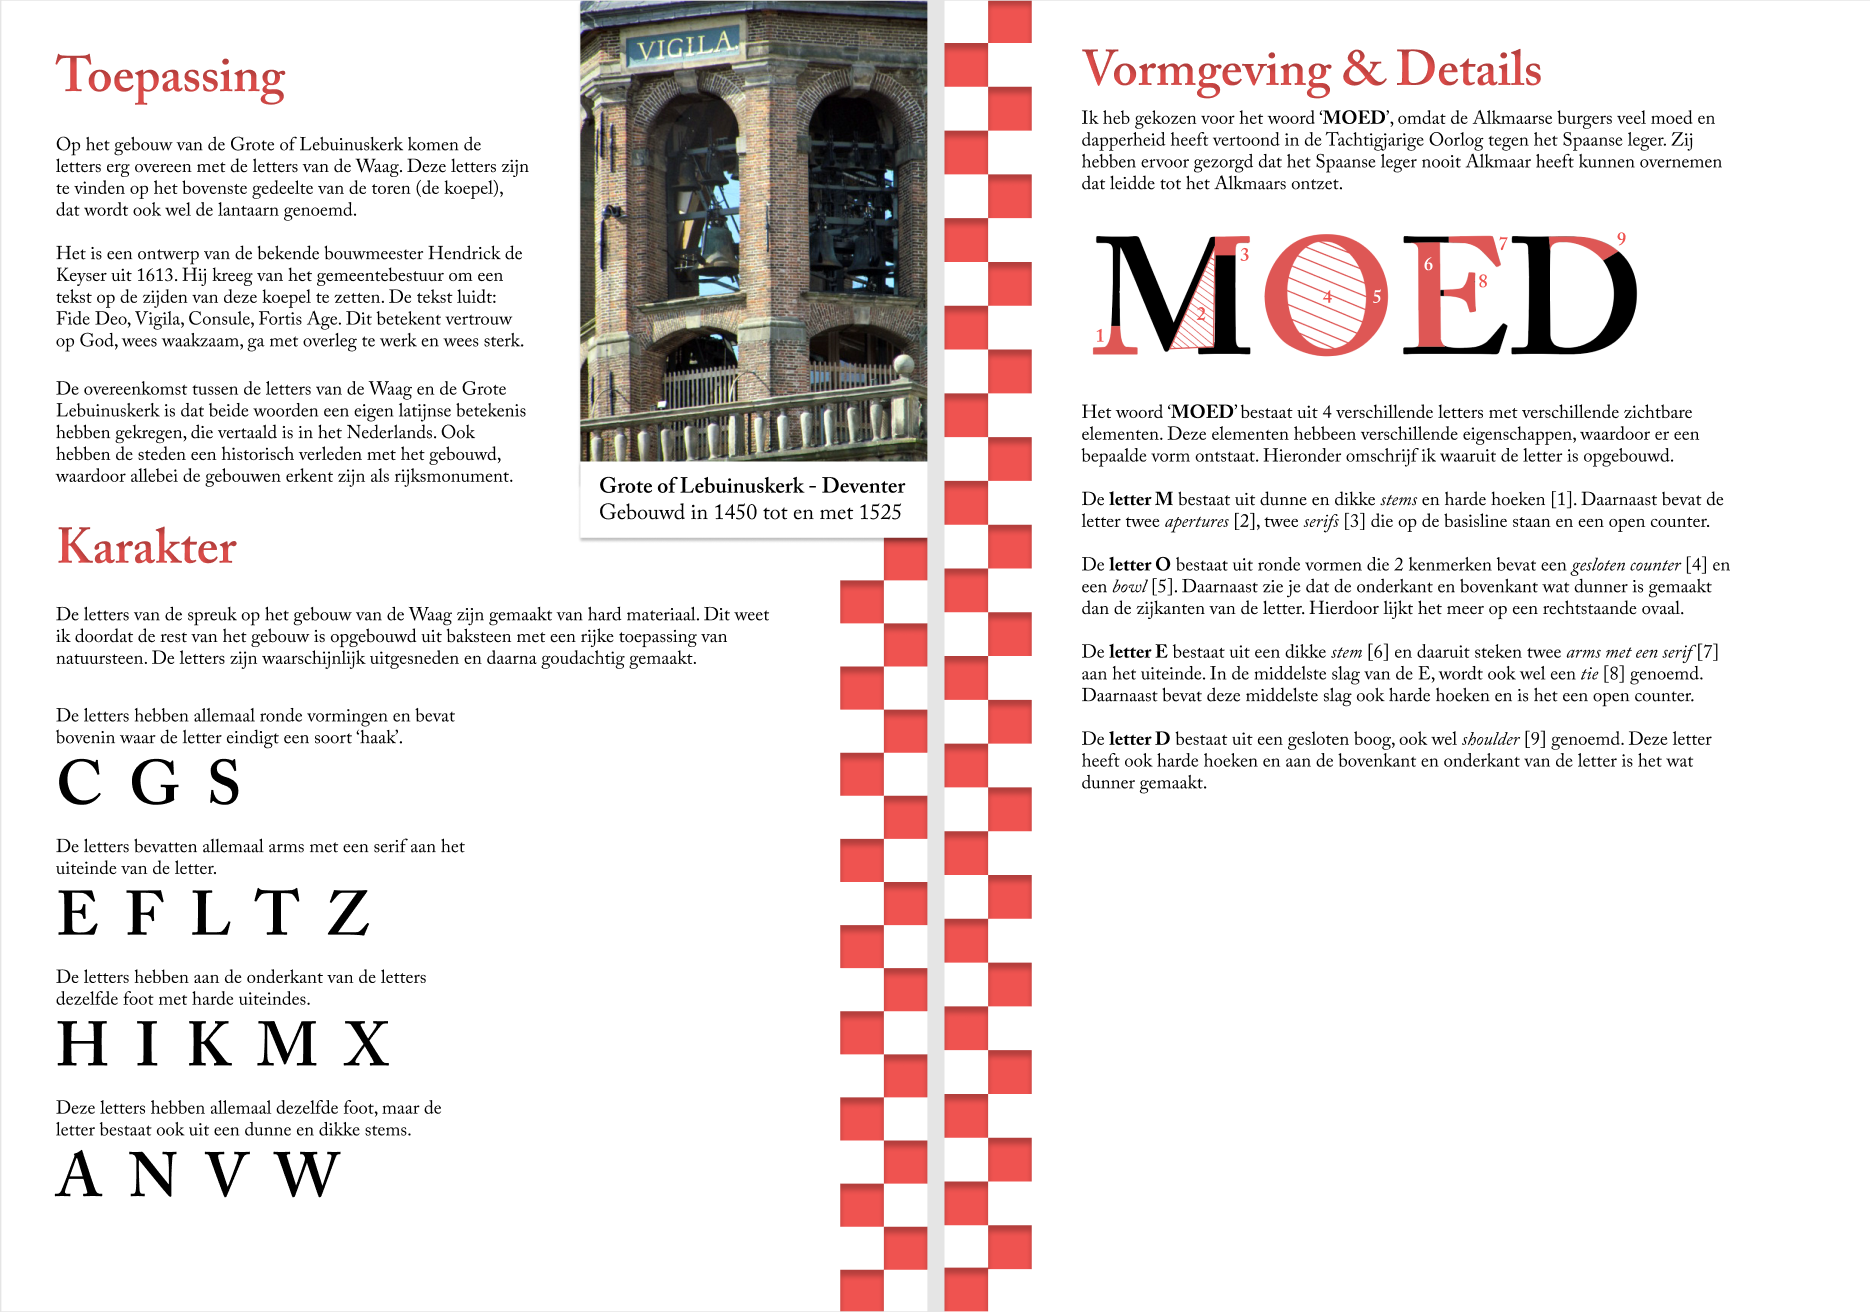 Toepassing
Op het gebouw van de Grote of Lebuinuskerk komen de
letters erg overeen met de letters van de Waag. Deze letters zijn
te vinden op het bovenste gedeelte van de toren (de koepel),
dat wordt ook wel de lantaarn genoemd.
Het is een ontwerp van de bekende bouwmeester Hendrick de
Keyser uit 1613. Hij kreeg van het gemeentebestuur om een
tekst op de zijden van deze koepel te zetten. De tekst luidt:
Fide Deo, Vigila, Consule, Fortis Age. Dit betekent vertrouw
op God, wees waakzaam, ga met overleg te werk en wees sterk.
De overeenkomst tussen de letters van de Waag en de Grote
Lebuinuskerk is dat beide woorden een eigen latijnse betekenis
hebben gekregen, die vertaald is in het Nederlands. Ook
hebben de steden een historisch verleden met het gebouwd,
waardoor allebei de gebouwen erkent zijn als rijksmonument.
VIGILA
Grote of Lebuinuskerk - Deventer
Gebouwd in 1450 tot en met 1525
Karakter
De letters van de spreuk op het gebouw van de Waag zijn gemaakt van hard materiaal. Dit weet
ik doordat de rest van het gebouw is opgebouwd uit baksteen met een rijke toepassing van
natuursteen. De letters zijn waarschijnlijk uitgesneden en daarna goudachtig gemaakt.
De letters hebben allemaal ronde vormingen en bevat
bovenin waar de letter eindigt een soort ‘haak’.
C G S
De letters bevatten allemaal arms met een serif aan het
uiteinde van de letter.
E F L T Z
De letters hebben aan de onderkant van de letters
dezelfde foot met harde uiteindes.
H I K M X
Deze letters hebben allemaal dezelfde foot, maar de
letter bestaat ook uit een dunne en dikke stems.
A N V W
Vormgeving & Details
Ik heb gekozen voor het woord ‘MOED’, omdat de Alkmaarse burgers veel moed en
dapperheid heeft vertoond in de Tachtigjarige Oorlog tegen het Spaanse leger. Zij
hebben ervoor gezorgd dat het Spaanse leger nooit Alkmaar heeft kunnen overnemen
dat leidde tot het Alkmaars ontzet.
MOED
1 2 3 4 5 6 7 8 9
Het woord ‘MOED’ bestaat uit 4 verschillende letters met verschillende zichtbare
elementen. Deze elementen hebbeen verschillende eigenschappen, waardoor er een
bepaalde vorm ontstaat. Hieronder omschrijf ik waaruit de letter is opgebouwd.
De letter M bestaat uit dunne en dikke stems en harde hoeken [1]. Daarnaast bevat de
letter twee apertures [2], twee serifs [3] die op de basisline staan en een open counter.
De letter O bestaat uit ronde vormen die 2 kenmerken bevat een gesloten counter [4] en
een bowl [5]. Daarnaast zie je dat de onderkant en bovenkant wat dunner is gemaakt
dan de zijkanten van de letter. Hierdoor lijkt het meer op een rechtstaande ovaal.
De letter E bestaat uit een dikke stem [6] en daaruit steken twee arms met een serif [7]
aan het uiteinde. In de middelste slag van de E, wordt ook wel een tie [8] genoemd.
Daarnaast bevat deze middelste slag ook harde hoeken en is het een open counter.
De letter D bestaat uit een gesloten boog, ook wel shoulder [9] genoemd. Deze letter
heeft ook harde hoeken en aan de bovenkant en onderkant van de letter is het wat
dunner gemaakt.